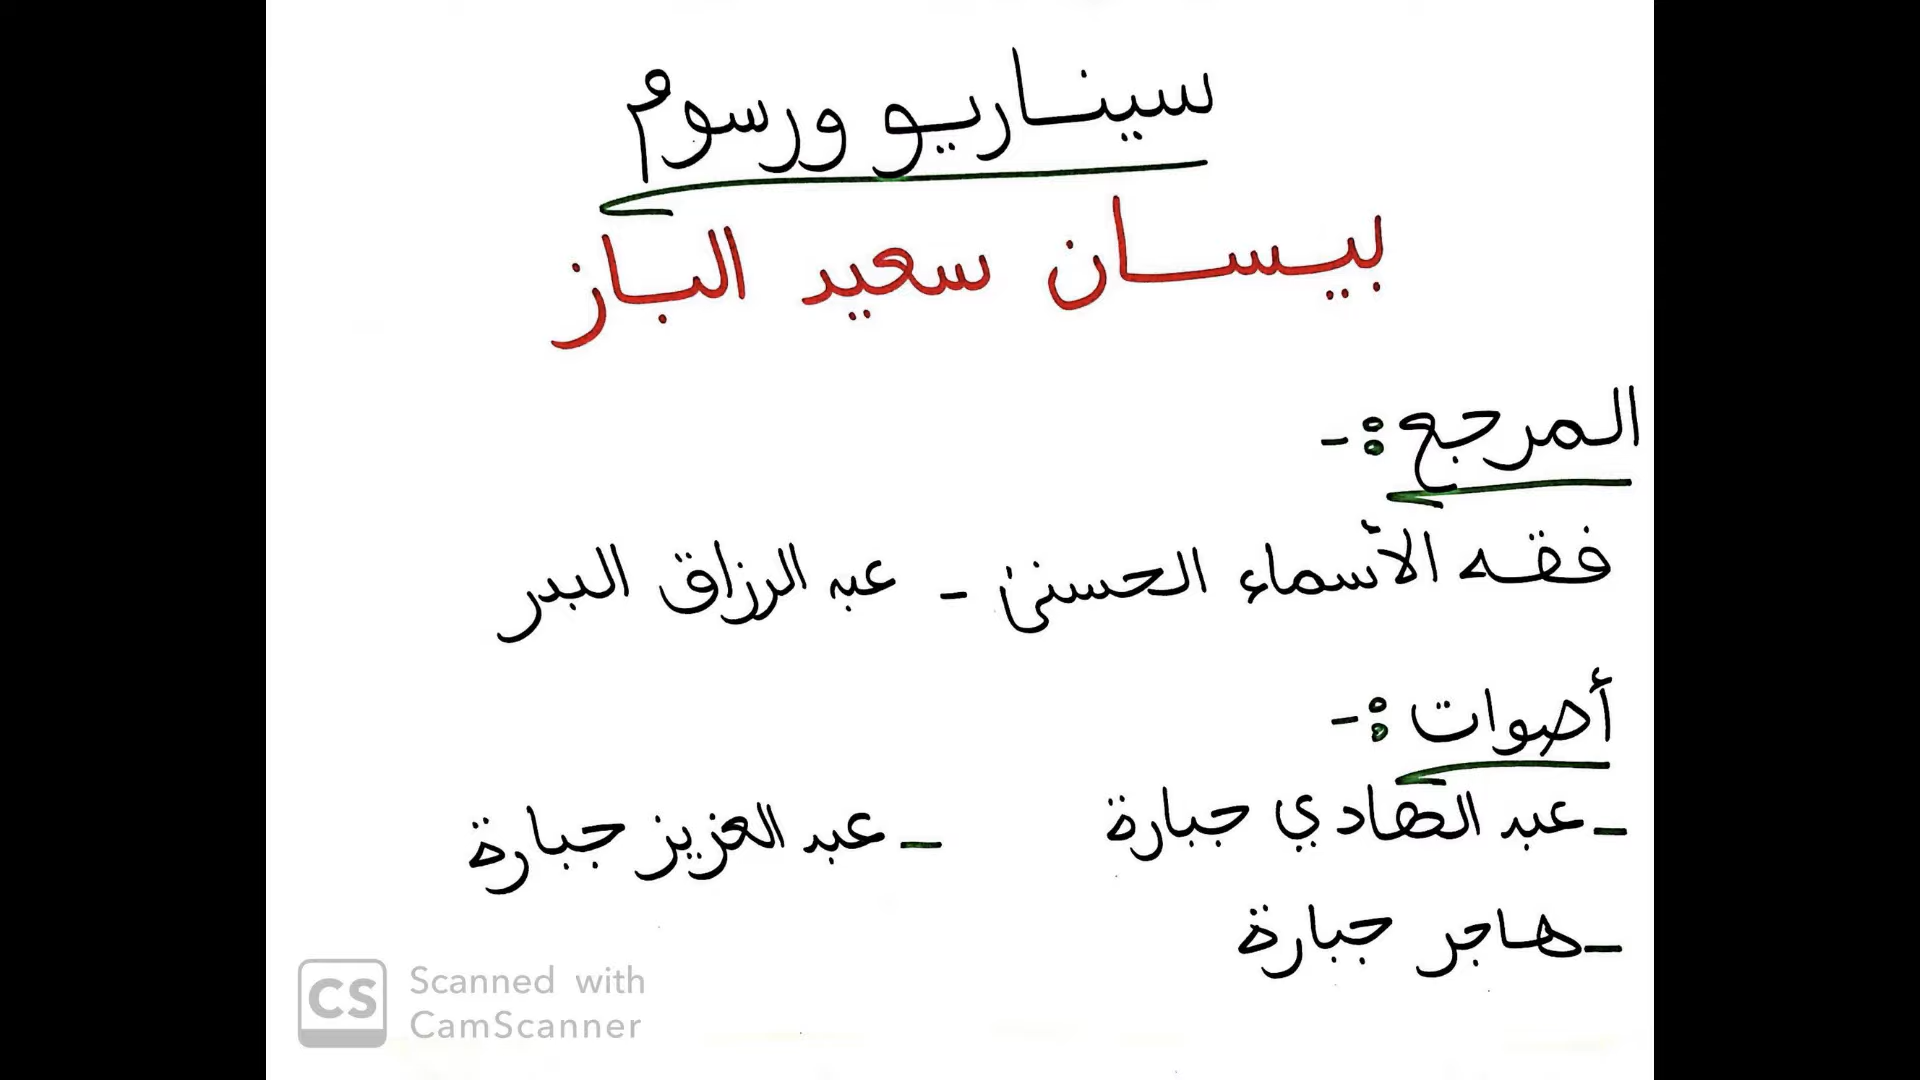 سيناريو ورسوم
بيسان سعيد الباز
المرجع :-
فقه الأسماء الحسنى - عبد الرزاق البدر
أصوات :-
- عبد الهادي جبارة - عبد العزيز جبارة
- هاجر جبارة
CS Scanned with
CamScanner